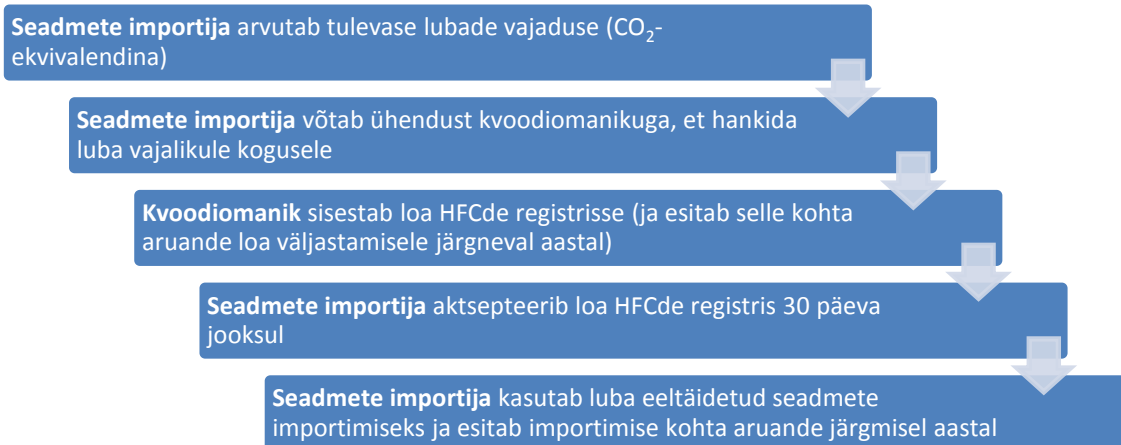 Seadmete importija arvutab tulevase lubade vajaduse (CO₂-
ekvivalendina)
Seadmete importija võtab ühendust kvoodiomanikuga, et hankida
luba vajalikule kogusele
Kvoodiomanik sisestab loa HFCde registrisse (ja esitab selle kohta
aruande loa väljastamisele järgneval aastal)
Seadmete importija aktsepteerib loa HFCde registris 30 päeva
jooksul
Seadmete importija kasutab luba eeltäidetud seadmete
importimiseks ja esitab importimise kohta aruande järgmisel aastal